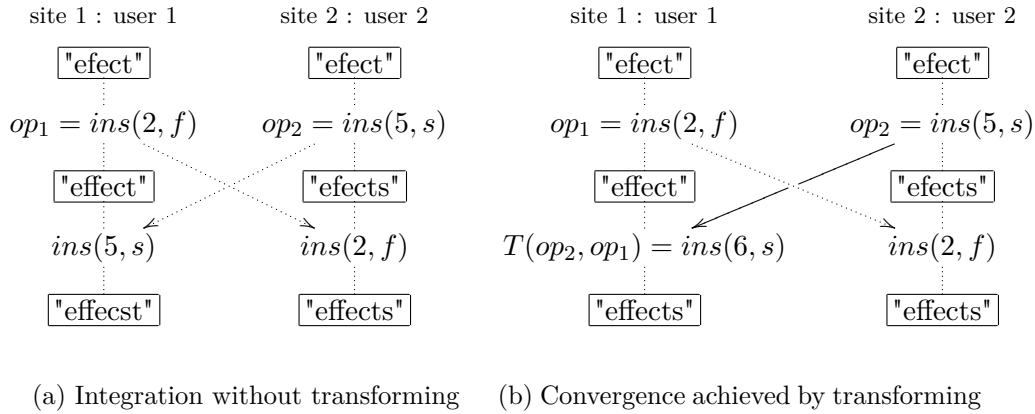 site 1 : user 1 site 2 : user 2 site 1 : user 1 site 2 : user 2
"efect" "efect" "efect" "efect"
op1 = ins(2, f) op2 = ins(5, s) op1 = ins(2, f) op2 = ins(5, s)
"effect" "efects" "effect" "efects"
ins(5, s) ins(2, f) T(op2, op1) = ins(6, s) ins(2, f)
"effecst" "effects" "effects" "effects"
(a) Integration without transforming (b) Convergence achieved by transforming